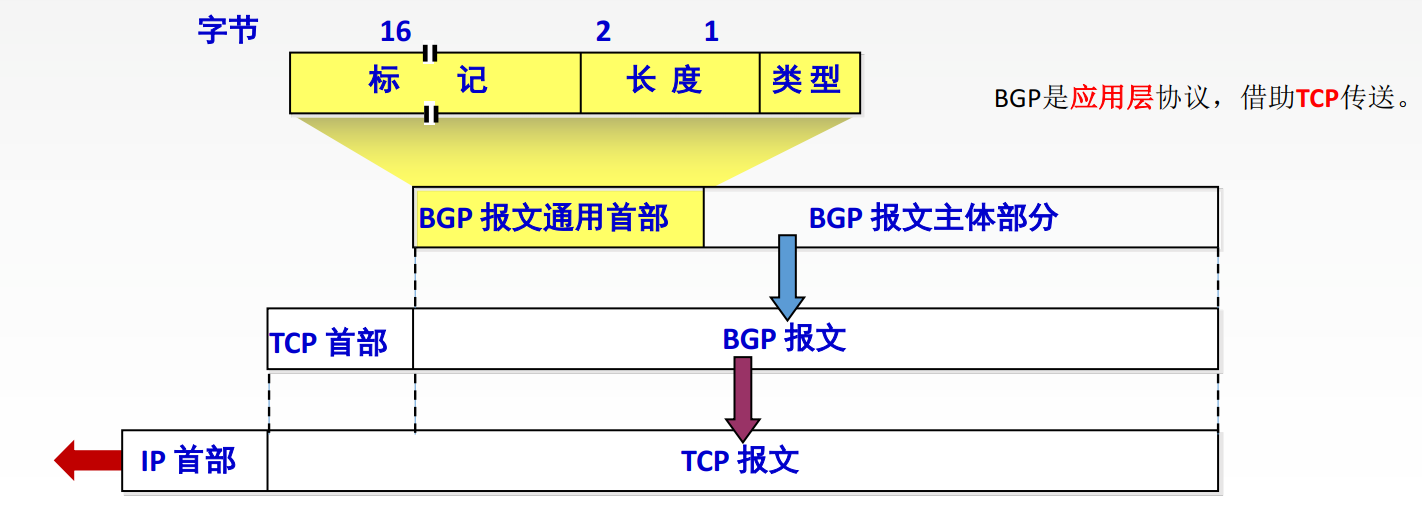 字节 16 2 1
标 记 长 度 类 型
BGP是应用层协议，借助TCP传送。
BGP 报文通用首部 BGP 报文主体部分
TCP 首部 BGP 报文
IP 首部 TCP 报文